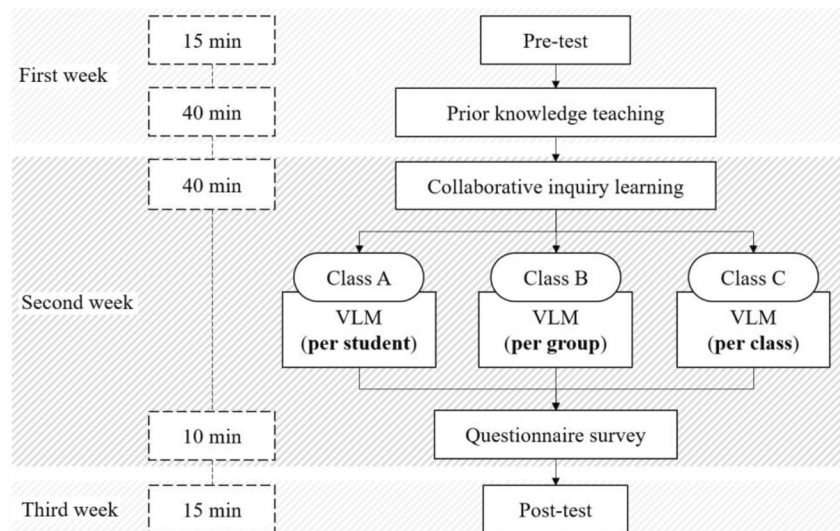 15 min
Pre-test
First week
40 min
Prior knowledge teaching
40 min
Collaborative inquiry learning
Class A
Class B
Class C
Second week
VLM
(per student)
VLM
(per group)
VLM
(per class)
10 min
Questionnaire survey
Third week
15 min
Post-test